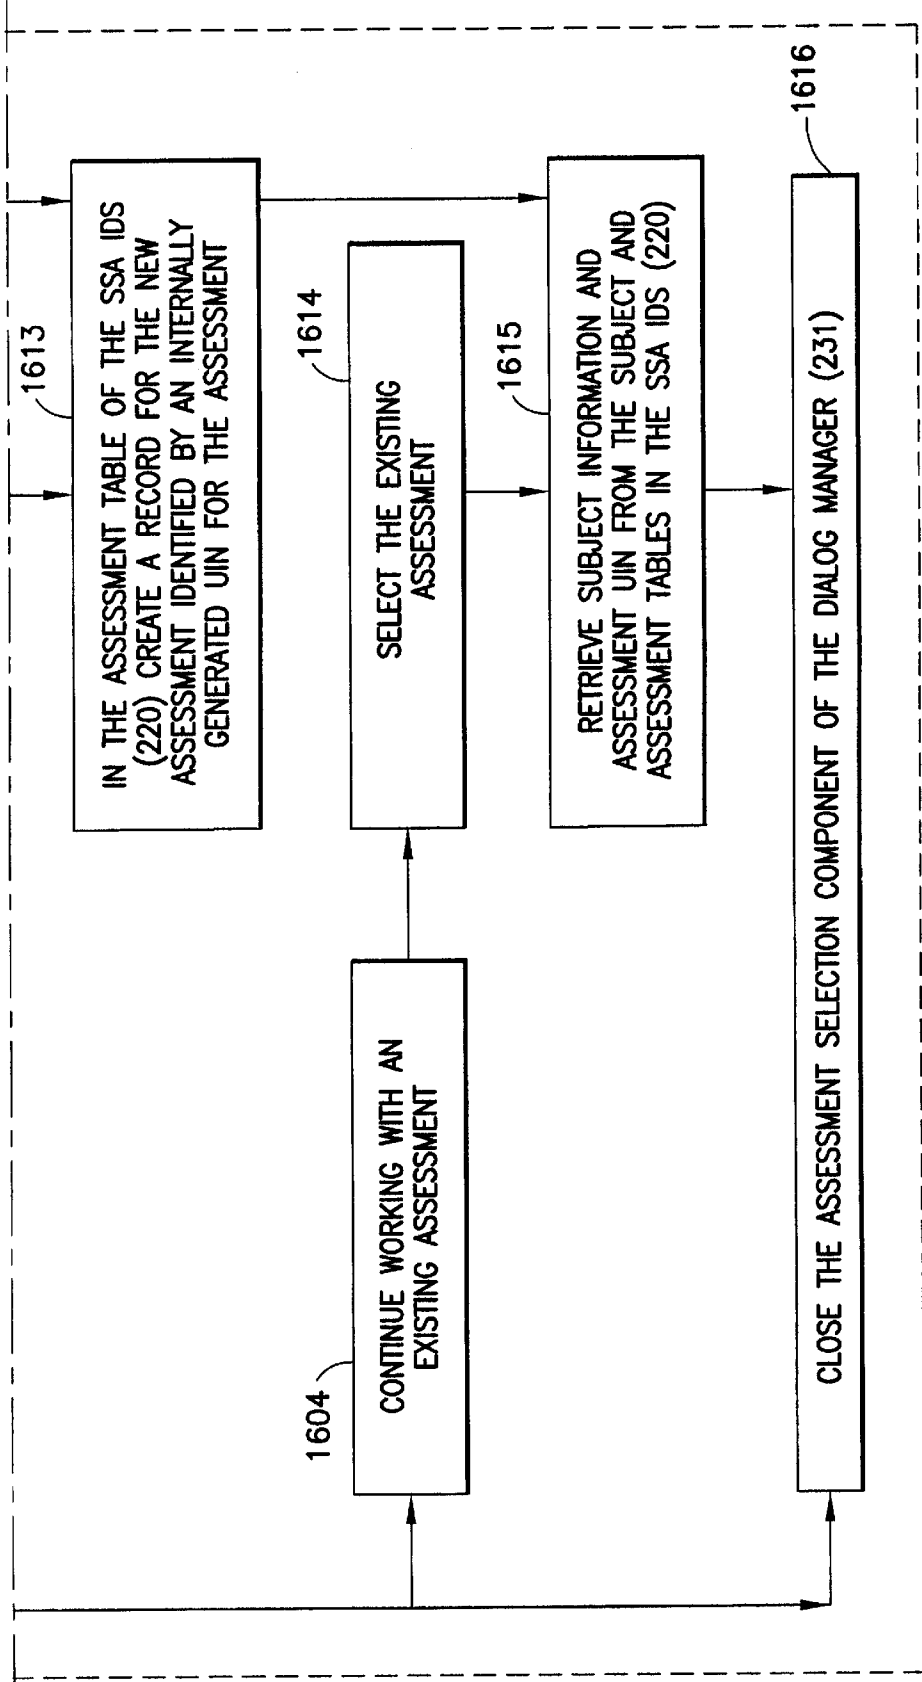 1613
IN THE ASSESSMENT TABLE OF THE SSA IDS
(220) CREATE A RECORD FOR THE NEW
ASSESSMENT IDENTIFIED BY AN INTERNALLY
GENERATED UIN FOR THE ASSESSMENT
1604
CONTINUE WORKING WITH AN
EXISTING ASSESSMENT
1614
SELECT THE EXISTING
ASSESSMENT
1615
RETRIEVE SUBJECT INFORMATION AND
ASSESSMENT UIN FROM THE SUBJECT AND
ASSESSMENT TABLES IN THE SSA IDS (220)
CLOSE THE ASSESSMENT SELECTION COMPONENT OF THE DIALOG MANAGER (231)
1616